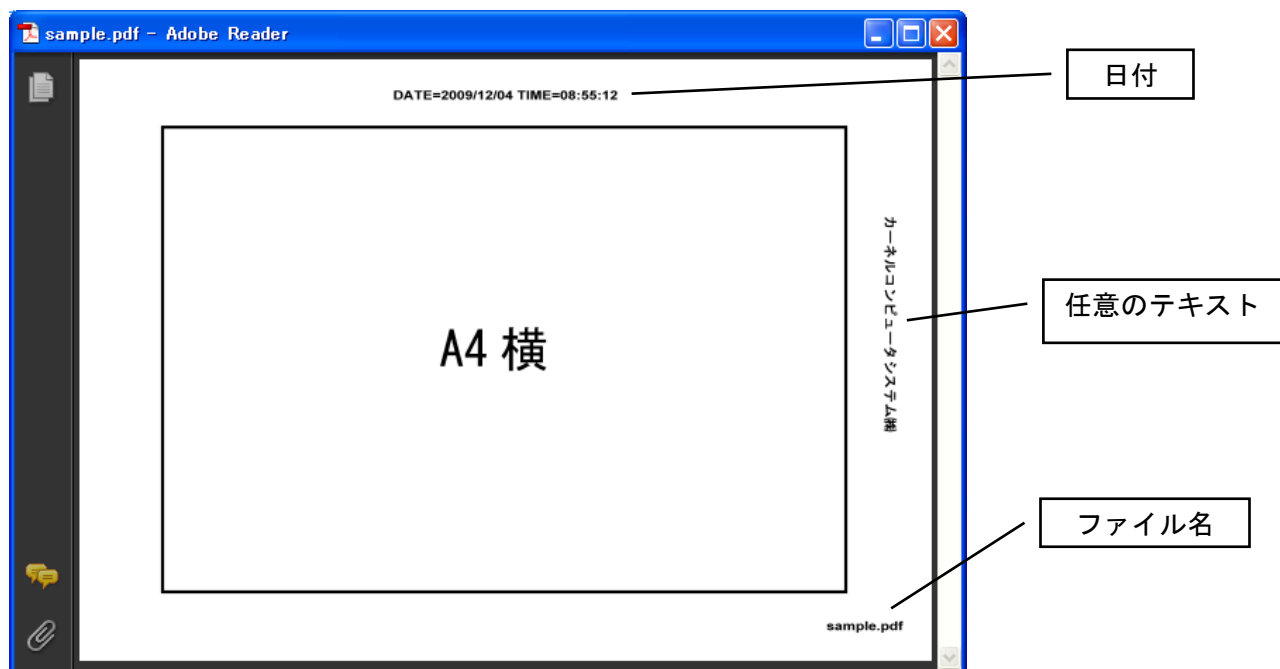 sample.pdf - Adobe Reader
日付
DATE=2009/12/04 TIME=08:55:12
カーネルコンピュータシステム㈱
任意のテキスト
A4 横
ファイル名
sample.pdf